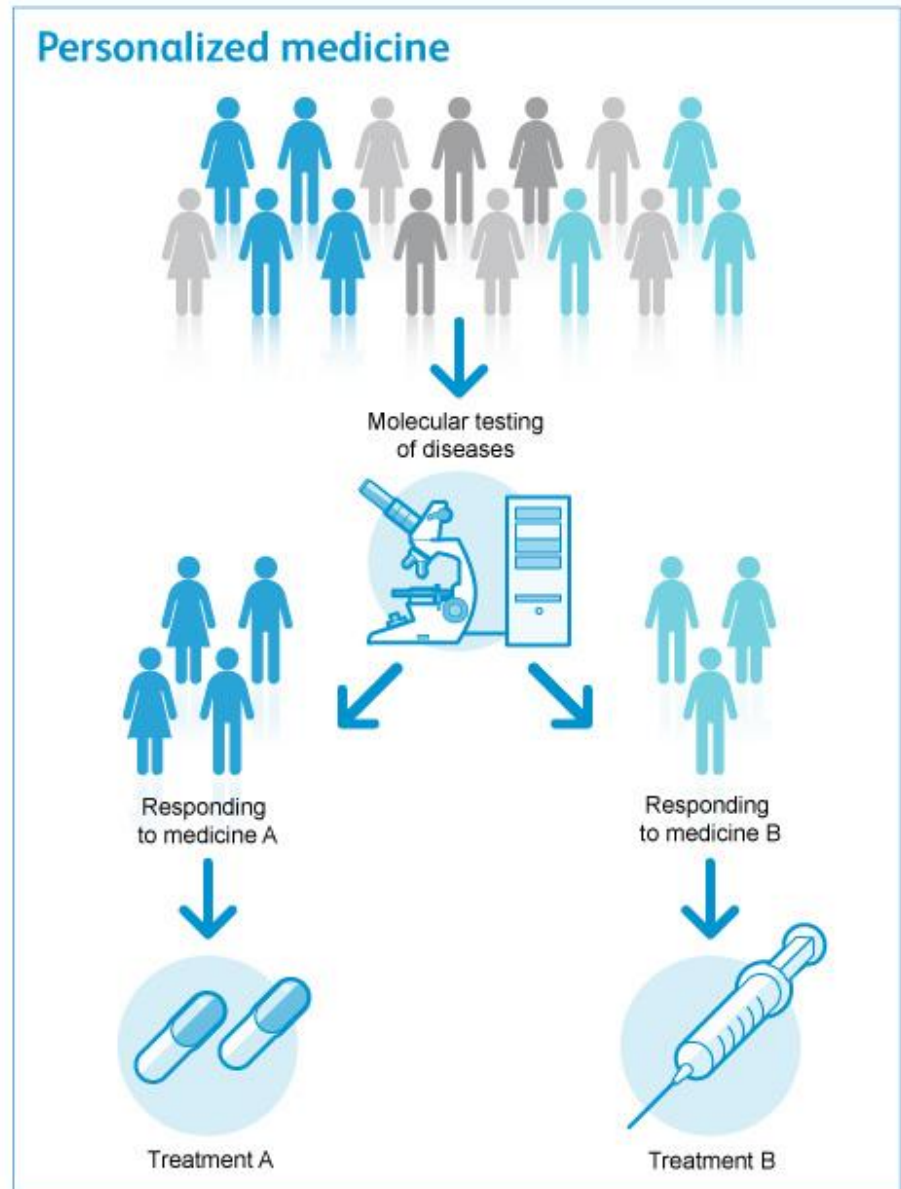 Personalized medicine
Molecular testing
of diseases
Responding
to medicine A
Responding
to medicine B
Treatment A
Treatment B